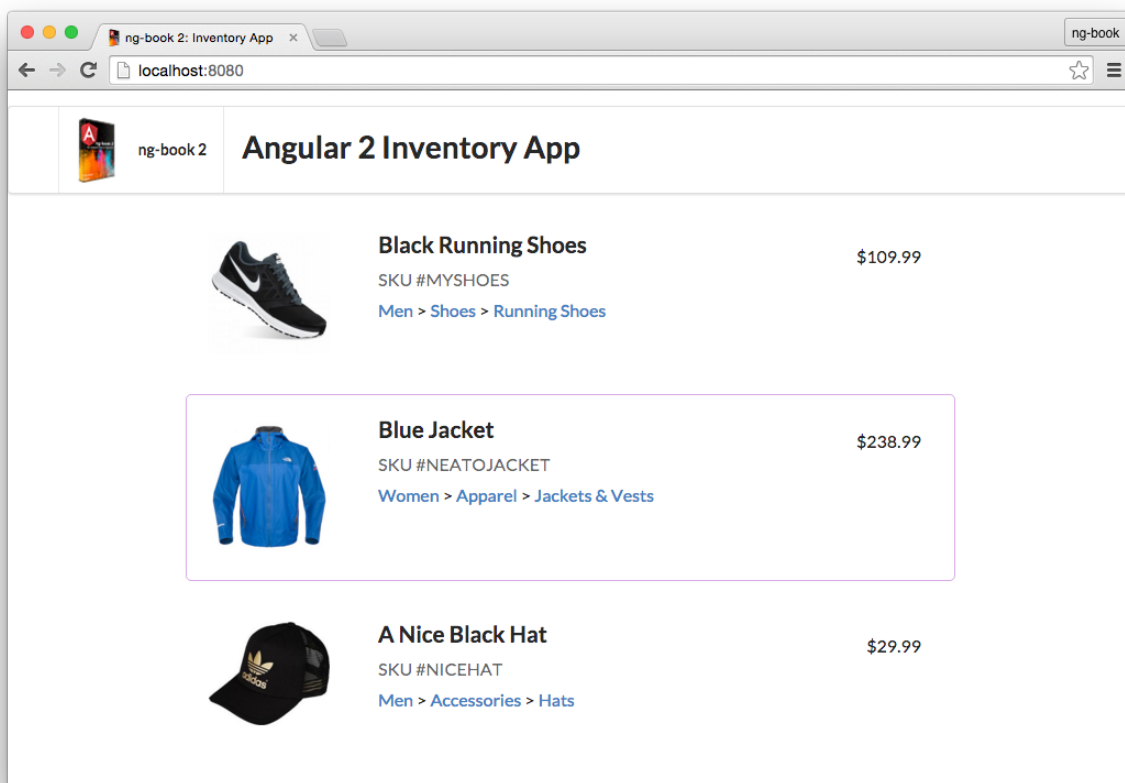 ng-book 2: Inventory App
ng-book
localhost:8080
ng-book 2
Angular 2 Inventory App
Black Running Shoes
$109.99
SKU #MYSHOES
Men > Shoes > Running Shoes
Blue Jacket
$238.99
SKU #NEATOJACKET
Women > Apparel > Jackets & Vests
A Nice Black Hat
$29.99
SKU #NICEHAT
adidas
Men > Accessories > Hats